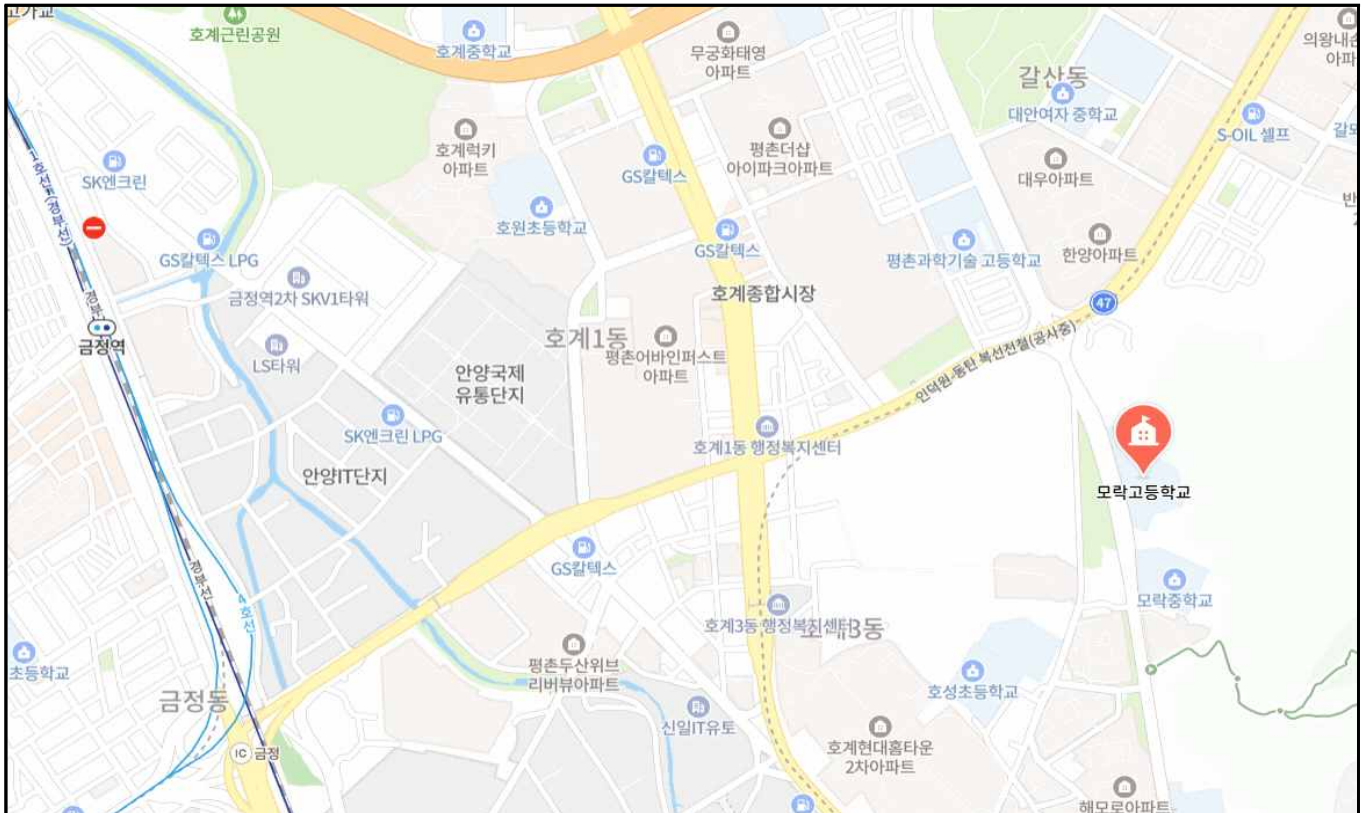 고가교
호계근린공원
호계중학교
무궁화태영
아파트
의왕내손
아파
갈산동
대안여자 중학교
S-OIL 셀프
1호선(경부선)
SK엔크린
호계럭키
아파트
GS칼텍스
평촌더샵
아이파크아파트
대우아파트
호원초등학교
GS칼텍스
평촌과학기술 고등학교
한양아파트
GS칼텍스 LPG
금정역2차 SKV1타워
호계종합시장
47
경부
금정역
LS타워
호계1동
평촌어바인퍼스트
아파트
인덕원-동탄 복선전철(공사중)
안양국제
유통단지
SK엔크린 LPG
호계1동 행정복지센터
안양IT단지
모락고등학교
GS칼텍스
경부선
4호선
모락중학교
호계3동 행정복지센터
3동
초등학교
평촌두산위브
리버뷰아파트
호성초등학교
금정동
신일IT유토
호계현대홈타운
2차아파트
IC 금정
해모로아파트